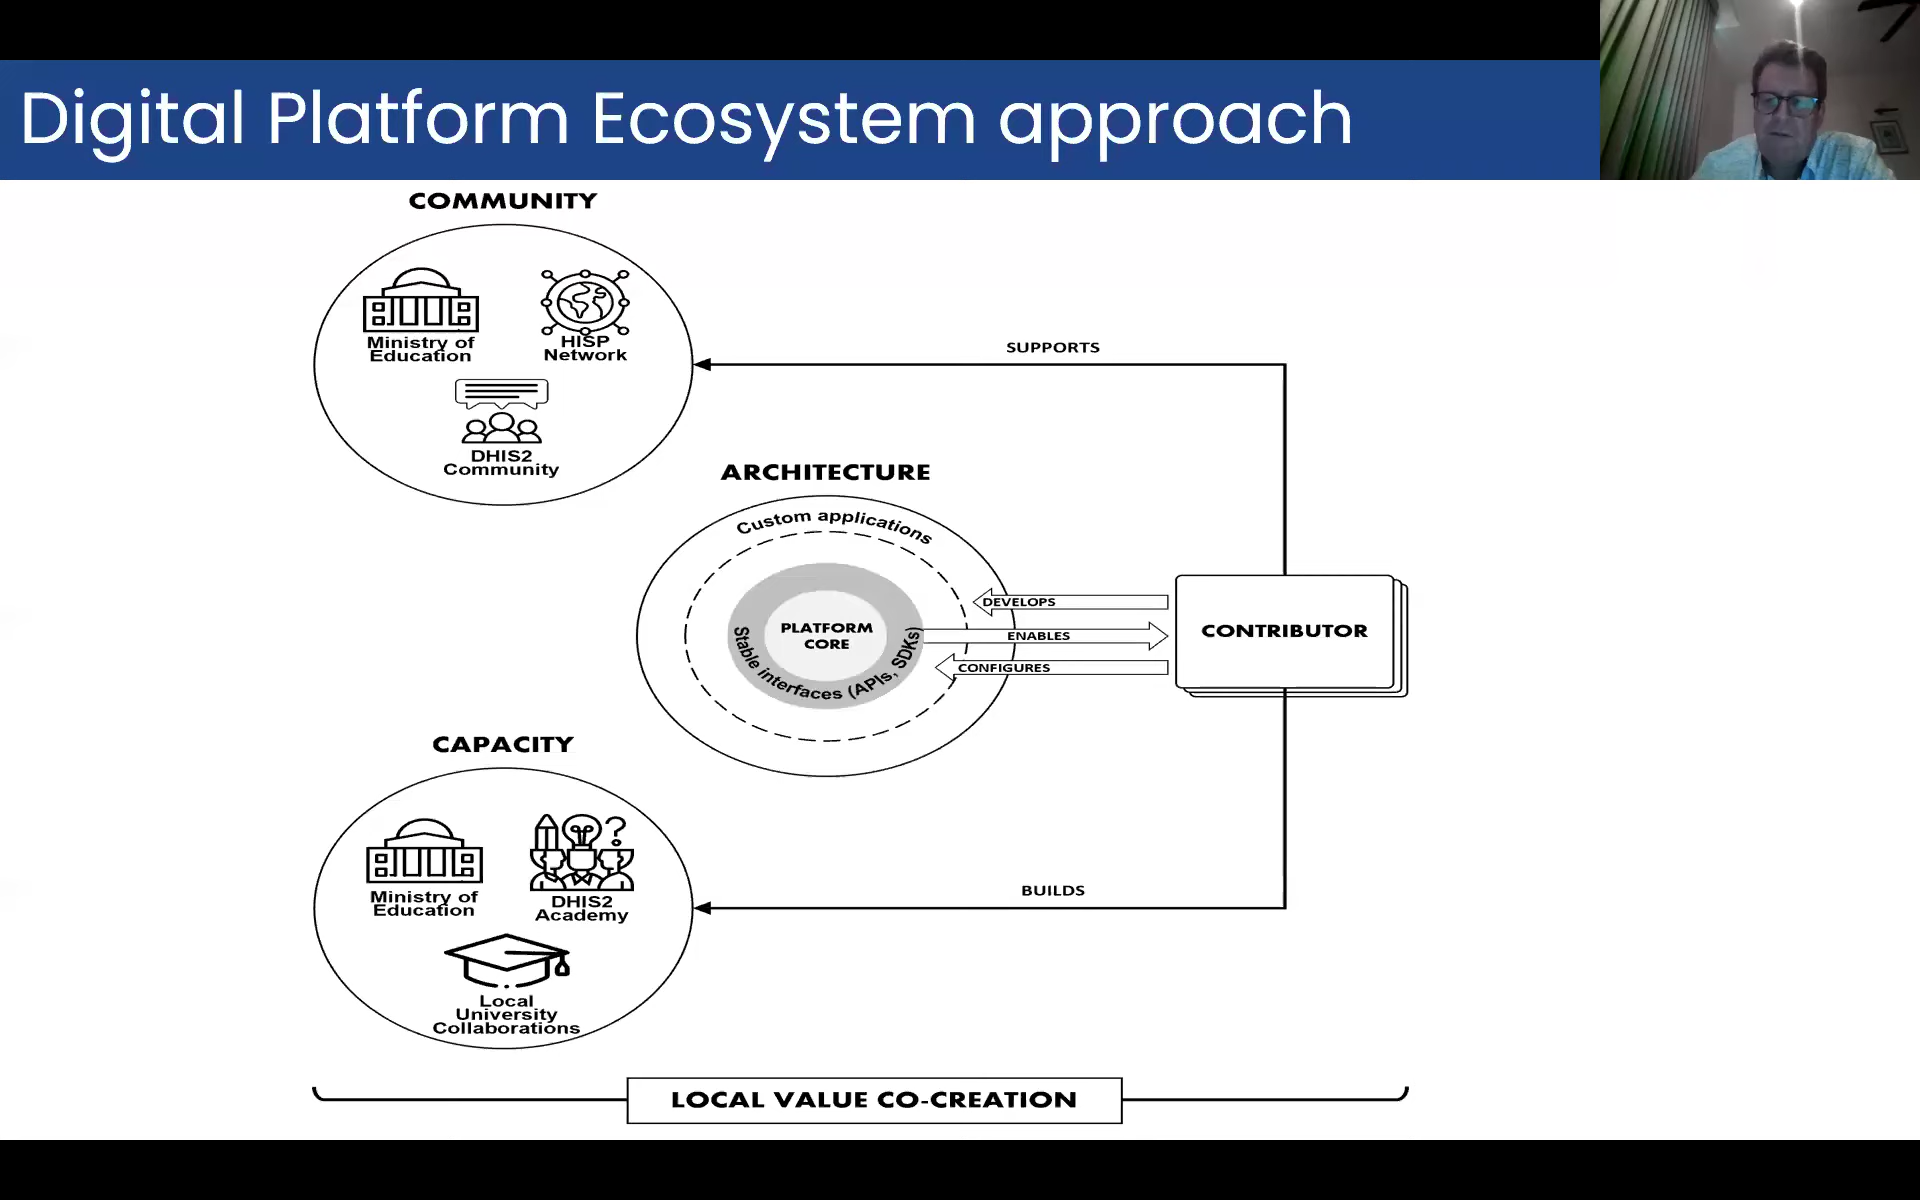 Digital Platform Ecosystem approach
COMMUNITY
Ministry of
Education
HISP
Network
DHIS2
Community
SUPPORTS
ARCHITECTURE
Custom applications
PLATFORM
CORE
Stable interfaces (APIs, SDKs)
DEVELOPS
ENABLES
CONFIGURES
CONTRIBUTOR
CAPACITY
Ministry of
Education
DHIS2
Academy
Local
University
Collaborations
BUILDS
LOCAL VALUE CO-CREATION